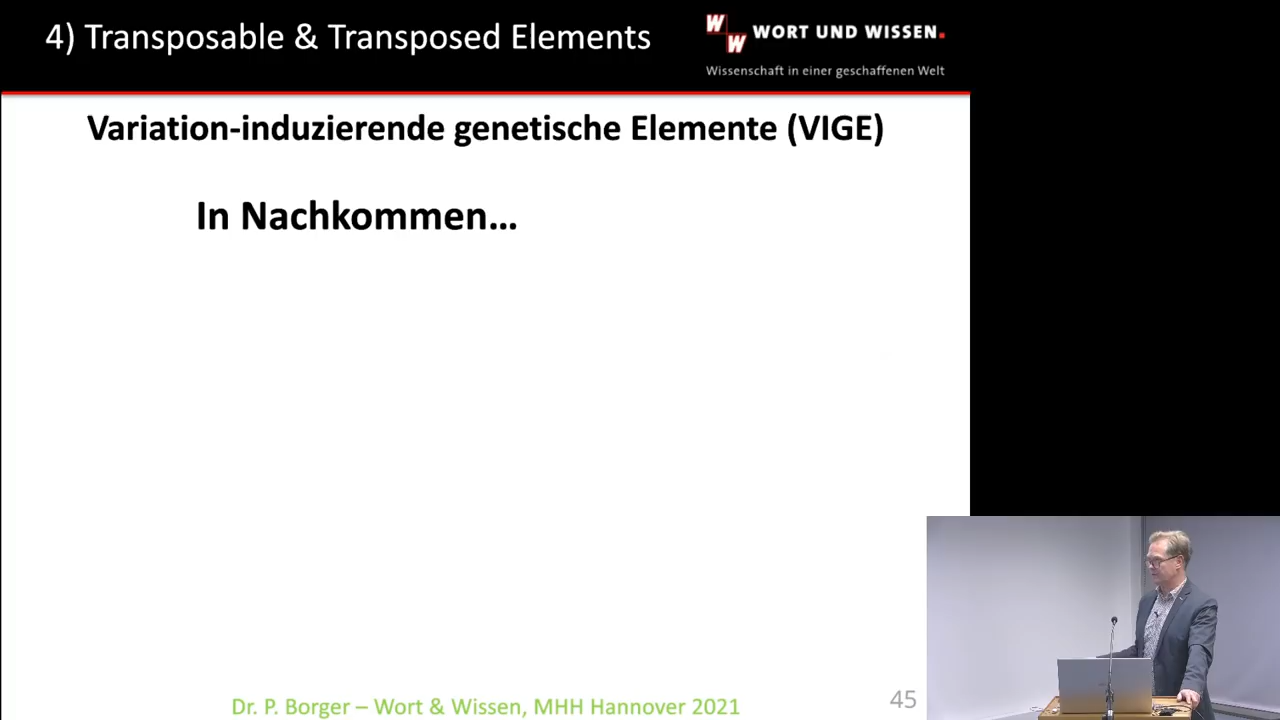 4) Transposable & Transposed Elements
W W WORT UND WISSEN.
Wissenschaft in einer geschaffenen Welt
Variation-induzierende genetische Elemente (VIGE)
In Nachkommen...
Dr. P. Borger – Wort & Wissen, MHH Hannover 2021
45